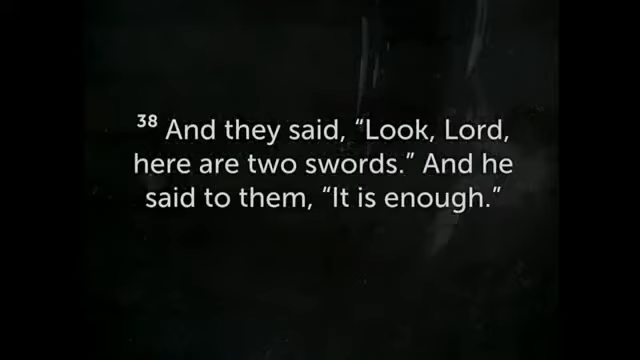 38 And they said, “Look, Lord,
here are two swords.” And he
said to them, “It is enough.”